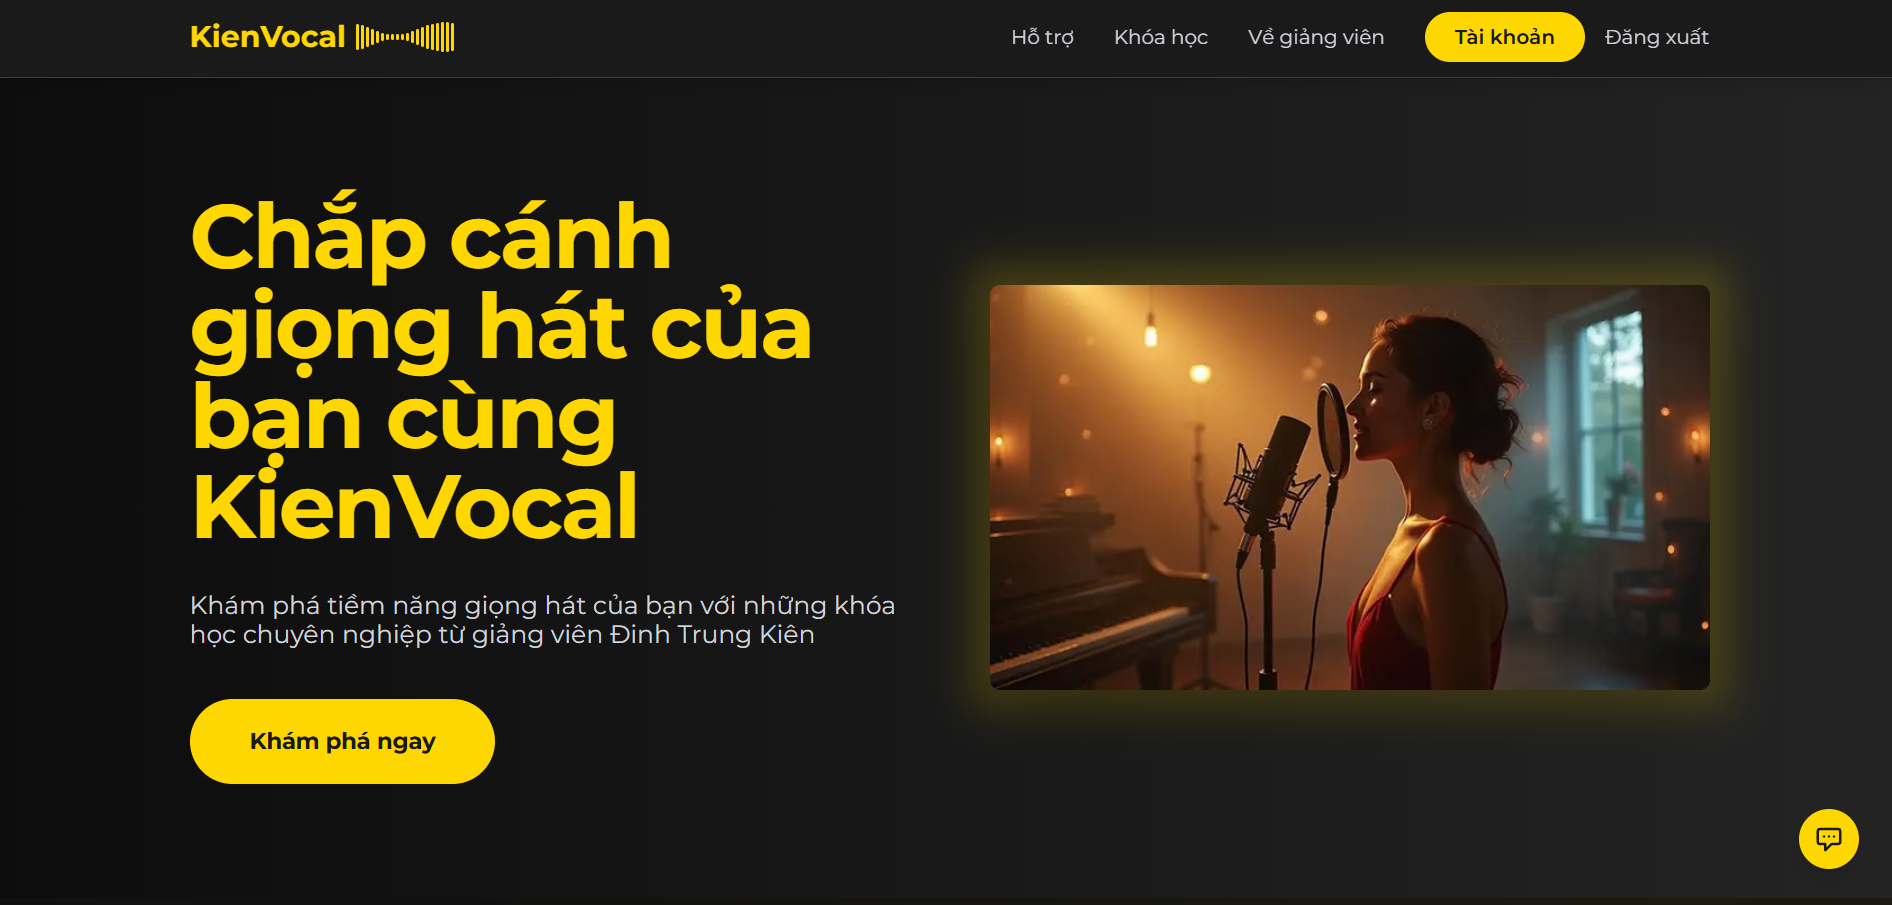 KienVocal
Hỗ trợ
Khóa học
Về giảng viên
Tài khoản
Đăng xuất
Chắp cánh
giọng hát của
bạn cùng
KienVocal
Khám phá tiềm năng giọng hát của bạn với những khóa
học chuyên nghiệp từ giảng viên Đinh Trung Kiên
Khám phá ngay